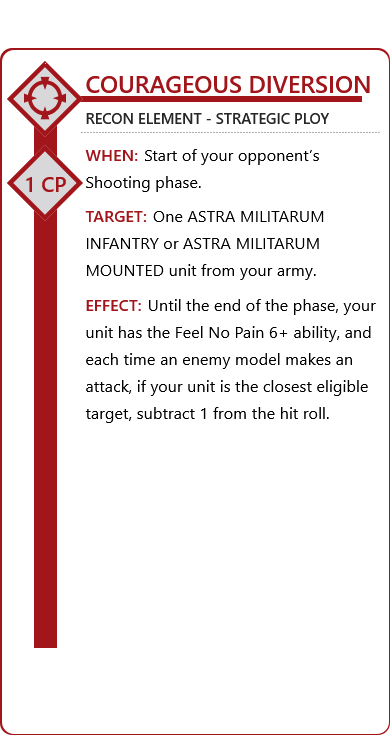 COURAGEOUS DIVERSION
RECON ELEMENT - STRATEGIC PLOY
1 CP
WHEN: Start of your opponent's
Shooting phase.
TARGET: One ASTRA MILITARUM
INFANTRY or ASTRA MILITARUM
MOUNTED unit from your army.
EFFECT: Until the end of the phase, your
unit has the Feel No Pain 6+ ability, and
each time an enemy model makes an
attack, if your unit is the closest eligible
target, subtract 1 from the hit roll.